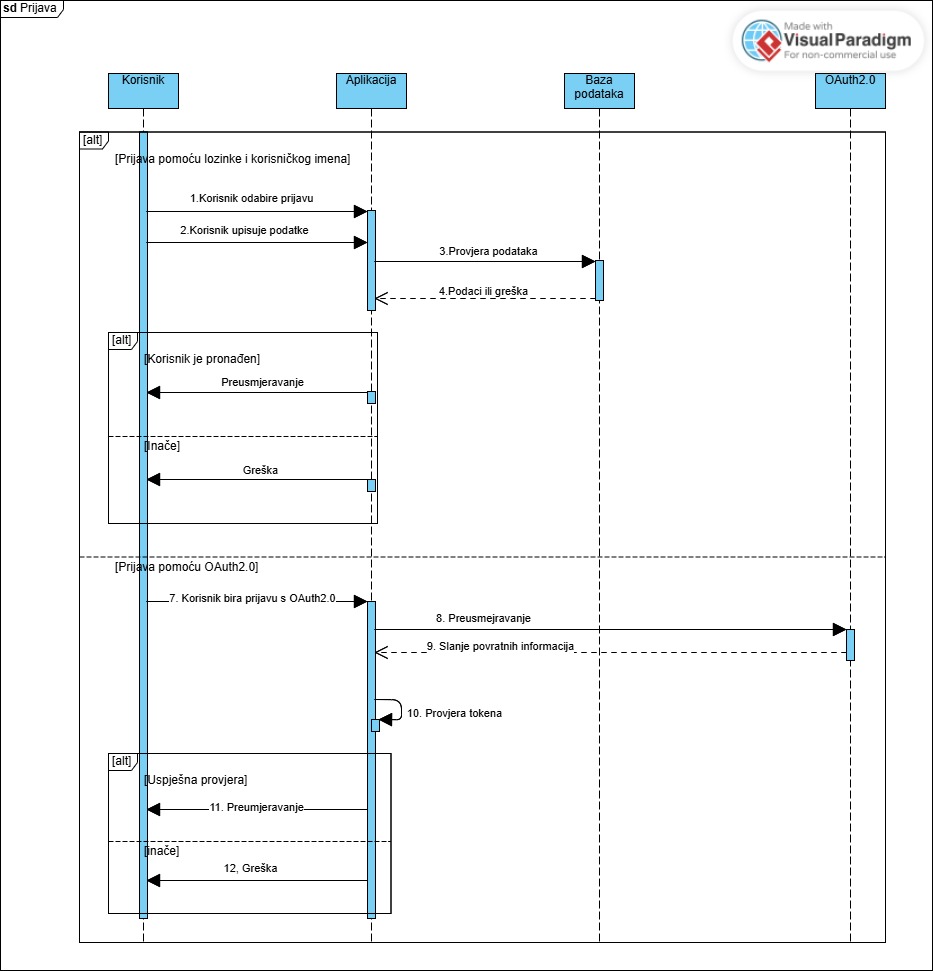 sd Prijava
Made with
Visual Paradigm
For non-commercial use
Korisnik
Aplikacija
Baza
podataka
OAuth2.0
[alt]
[Prijava pomoću lozinke i korisničkog imena]
1.Korisnik odabire prijavu
2.Korisnik upisuje podatke
3.Provjera podataka
4.Podaci ili greška
[alt]
[Korisnik je pronađen]
Preusmjeravanje
[Inače]
Greška
[Prijava pomoću OAuth2.0]
7. Korisnik bira prijavu s OAuth2.0
8. Preusmejravanje
9. Slanje povratnih informacija
10. Provjera tokena
[alt]
[Uspješna provjera]
11. Preumjeravanje
[inače]
12, Greška